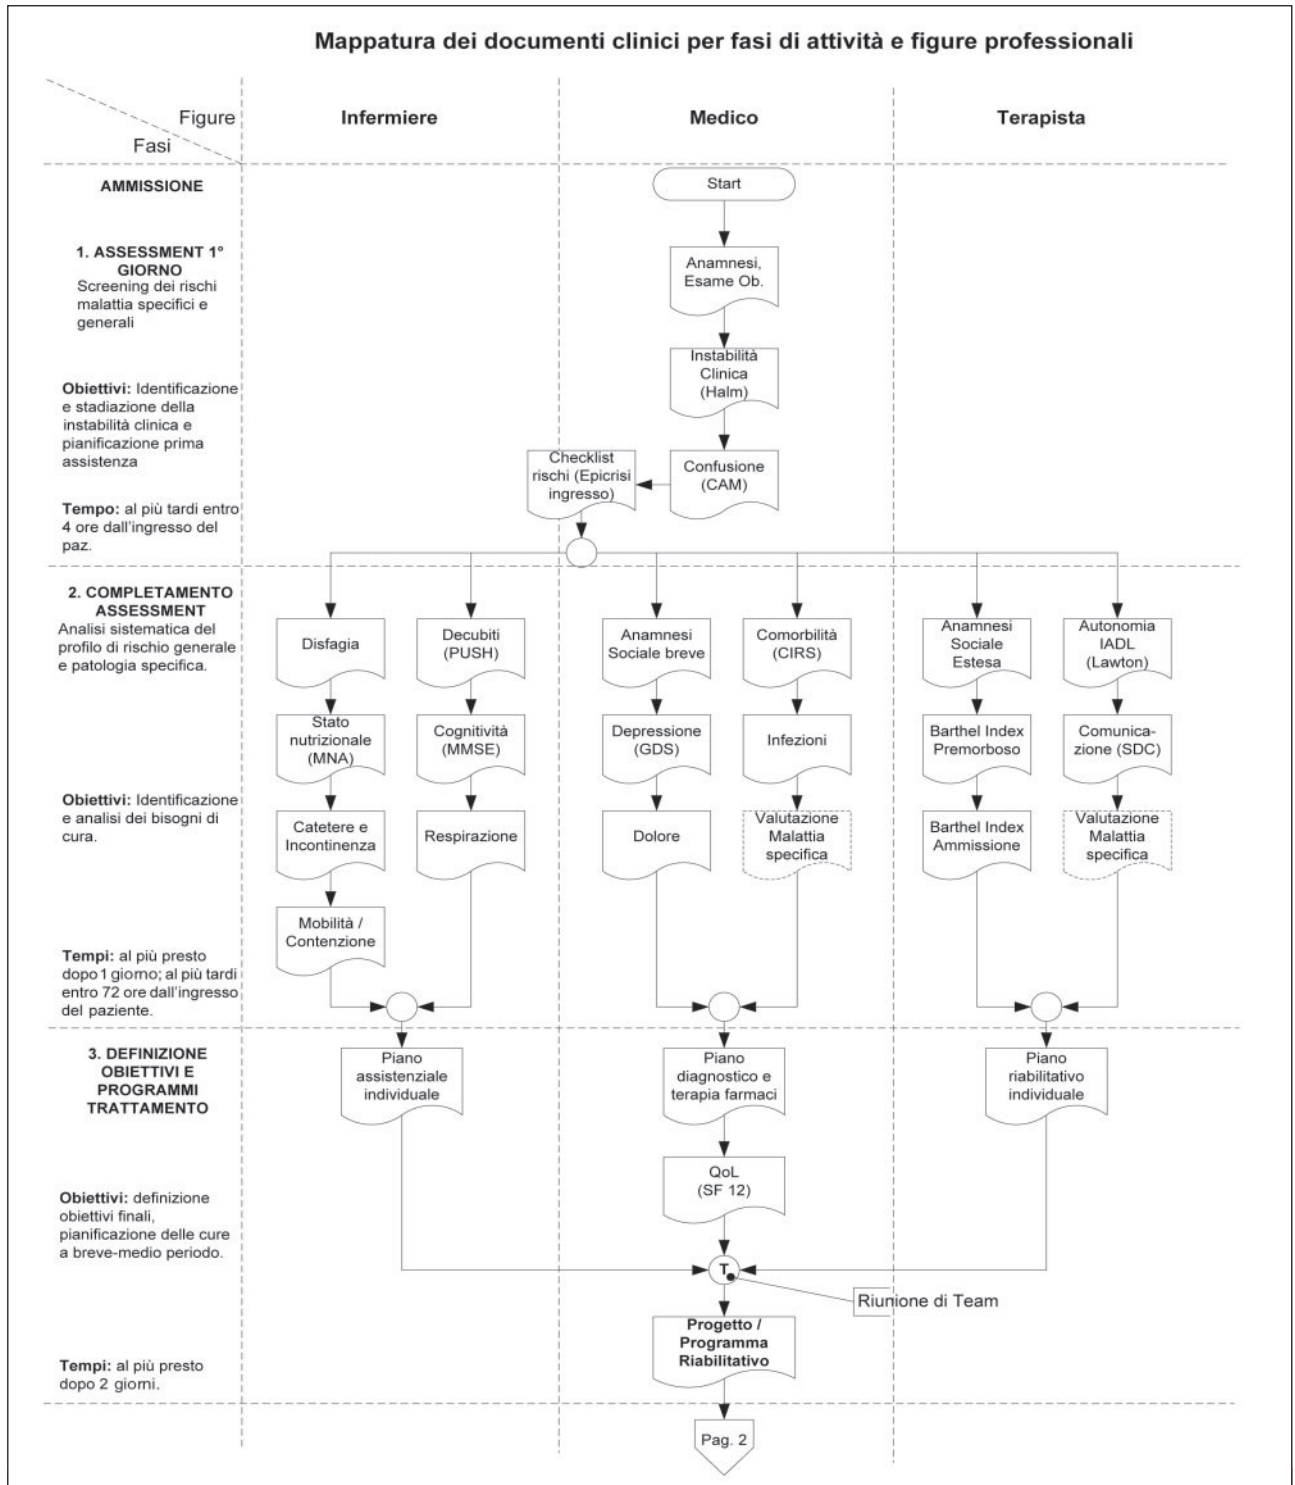 Mappatura dei documenti clinici per fasi di attività e figure professionali
Figure
Fasi
Infermiere
Medico
Terapista
AMMISSIONE
Start
1. ASSESSMENT 1°
GIORNO
Screening dei rischi
malattia specifici e
generali
Anamnesi,
Esame Ob.
Instabilità
Clinica
(Halm)
Obiettivi: Identificazione
e stadiazione della
instabilità clinica e
pianificazione prima
assistenza
Checklist
rischi (Epicrisi
ingresso)
Confusione
(CAM)
Tempo: al più tardi entro
4 ore dall'ingresso del
paz.
2. COMPLETAMENTO
ASSESSMENT
Analisi sistematica del
profilo di rischio generale
e patologia specifica.
Disfagia
Decubiti
(PUSH)
Anamnesi
Sociale breve
Comorbilità
(CIRS)
Anamnesi
Sociale
Estesa
Autonomia
IADL
(Lawton)
Stato
nutrizionale
(MNA)
Cognitività
(MMSE)
Depressione
(GDS)
Infezioni
Barthel Index
Premorboso
Comunica-
zione (SDC)
Obiettivi: Identificazione
e analisi dei bisogni di
cura.
Catetere e
Incontinenza
Respirazione
Dolore
Valutazione
Malattia
specifica
Barthel Index
Ammissione
Valutazione
Malattia
specifica
Mobilità /
Contenzione
Tempi: al più presto
dopo 1 giorno; al più tardi
entro 72 ore dall'ingresso
del paziente.
3. DEFINIZIONE
OBIETTIVI E
PROGRAMMI
TRATTAMENTO
Piano
assistenziale
individuale
Piano
diagnostico e
terapia farmaci
Piano
riabilitativo
individuale
QoL
(SF 12)
Obiettivi: definizione
obiettivi finali,
pianificazione delle cure
a breve-medio periodo.
T
Riunione di Team
Progetto /
Programma
Riabilitativo
Tempi: al più presto
dopo 2 giorni.
Pag. 2